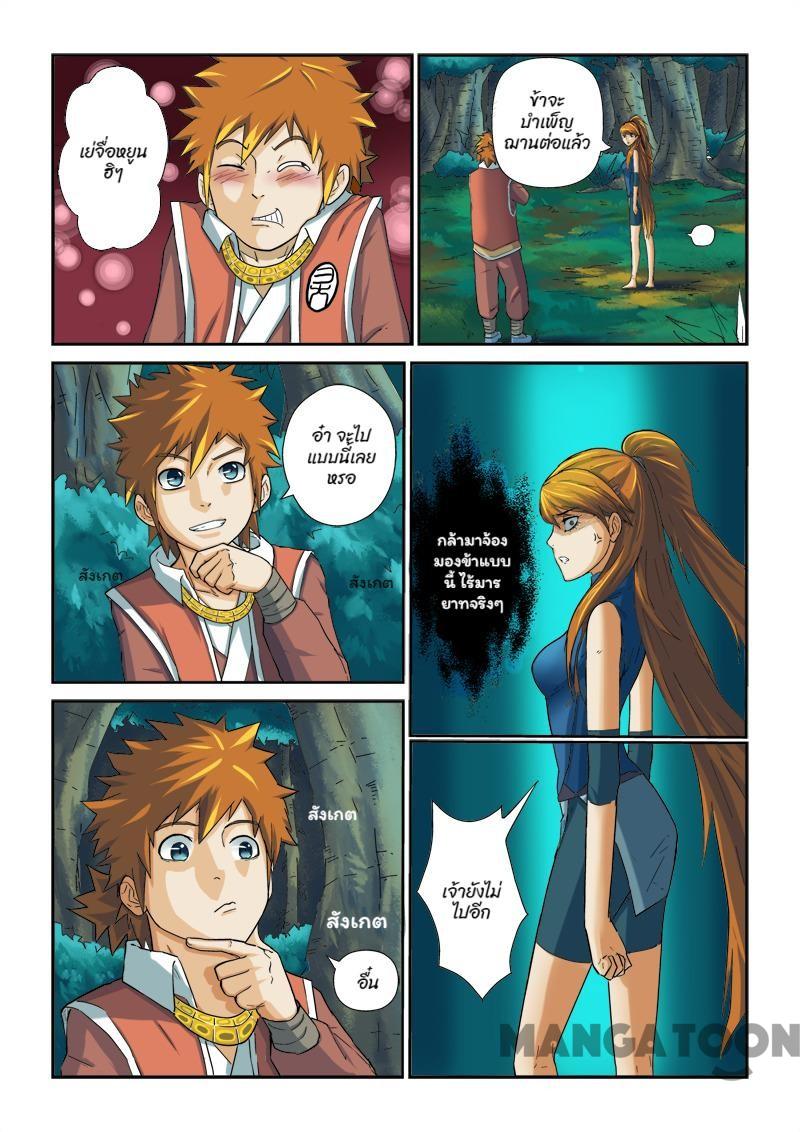 เย่จื่อหยูน
ฮิๆ
ข้าจะ
บำเพ็ญ
ฌานต่อแล้ว
อ๋า จะไป
แบบนี้เลย
หรอ
สังเกต
สังเกต
กล้ามาจ้อง
มองข้าแบบ
นี้ ไร้มาร
ยาทจริงๆ
สังเกต
สังเกต
อื๋น
เจ้ายังไม่
ไปอีก
MANGATOON